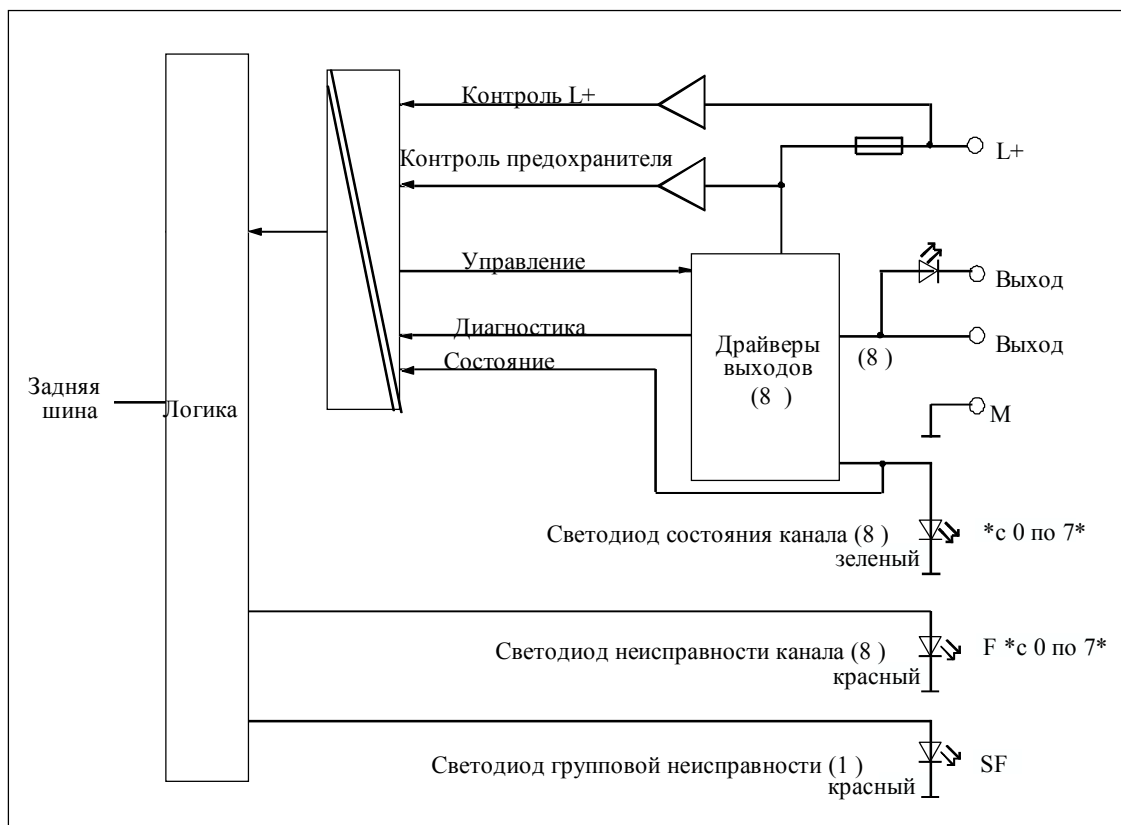 Контроль L+
L+
Контроль предохранителя
Управление
Выход
Диагностика
Драйверы
выходов
(8 )
(8 )
Выход
Состояние
Задняя
шина
Логика
M
Светодиод состояния канала (8 )
зеленый
*с 0 по 7*
Светодиод неисправности канала (8 )
красный
F *с 0 по 7*
Светодиод групповой неисправности (1 )
красный
SF